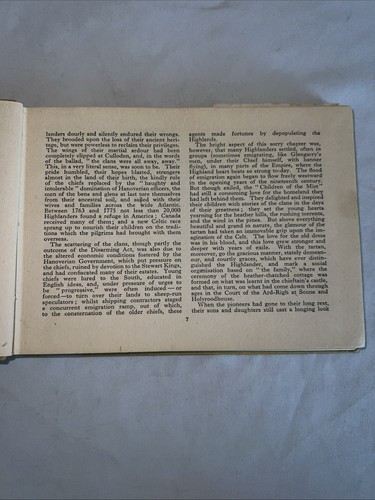 landers dourly and silently endured their wrongs.
They brooded upon the loss of their ancient heri-
tage, but were powerless to reclaim their privileges.
The wings of their martial ardour had been
completely clipped at Culloden, and, in the words
of the ballad, "the clans were all away, away."
This, in a very literal sense, was soon to be. Their
pride humbled, their hopes blasted, strangers
almost in the land of their birth, the kindly role
of the chiefs replaced by the "haughty and
intolerable" domination of Hanoverian officers, the
men of the bens and glens at last tore themselves
from their ancestral soil, and sailed with their
wives and families across the wide Atlantic.
Between 1763 and 1775 not less than 20,000
Highlanders found a refuge in America; Canada
received many of them; and a new Celtic race
sprang up to nourish their children on the tradi-
tions which the pilgrims had brought with them
overseas.
The scattering of the clans, though partly the
outcome of the Disarming Act, was also due to
the altered economic conditions fostered by the
Hanoverian Government, which put pressure on
the chiefs, ruined by devotion to the Stewart Kings,
and had confiscated many of their estates. Young
chiefs were lured to the South, educated in
English ideas, and, under pressure of urges to
be "progressive," were often induced—or
forced—to turn over their lands to sheep-run
speculators; whilst shipping contractors staged
a concurrent emigration ramp, out of which,
to the consternation of the older chiefs, these
agents made fortunes by depopulating the
Highlands.
The bright aspect of this sorry chapter was,
however, that many Highlanders settled, often in
groups (sometimes emigrating, like Glengarry's
men, under their Chief himself, with banner
flying), in many parts of the Empire, where the
Highland heart beats as strong to-day. The flood
of emigration again began to flow freely westward
in the opening years of the nineteenth century.
But though exiled, the "Children of the Mist"
had still a consuming love for the homeland they
had left behind them. They delighted and inspired
their children with stories of the clans in the days
of their greatness; they set the young hearts
yearning for the heather hills, the rushing torrents,
and the wind in the pines. But above everything
beautiful and grand in nature, the glamour of the
tartan had taken an immovable grip upon the im-
agination of the Celt. The love for the old dress
was in his blood, and this love grew stronger and
deeper with years of exile. With the tartan,
moreover, go the gracious manner, stately demean-
our, and courtly graces, which have ever distin-
guished the Highlander, and mark a social
organisation based on "the family," where the
ceremony of the heather-thatched cottage was
formed on what was learnt in the chieftain's castle,
and that, in turn, on what had come down through
ages in the Court of the Ard-Righ at Scone and
Holyroodhouse.
When the pioneers had gone to their long rest,
their sons and daughters still cast a longing look
7